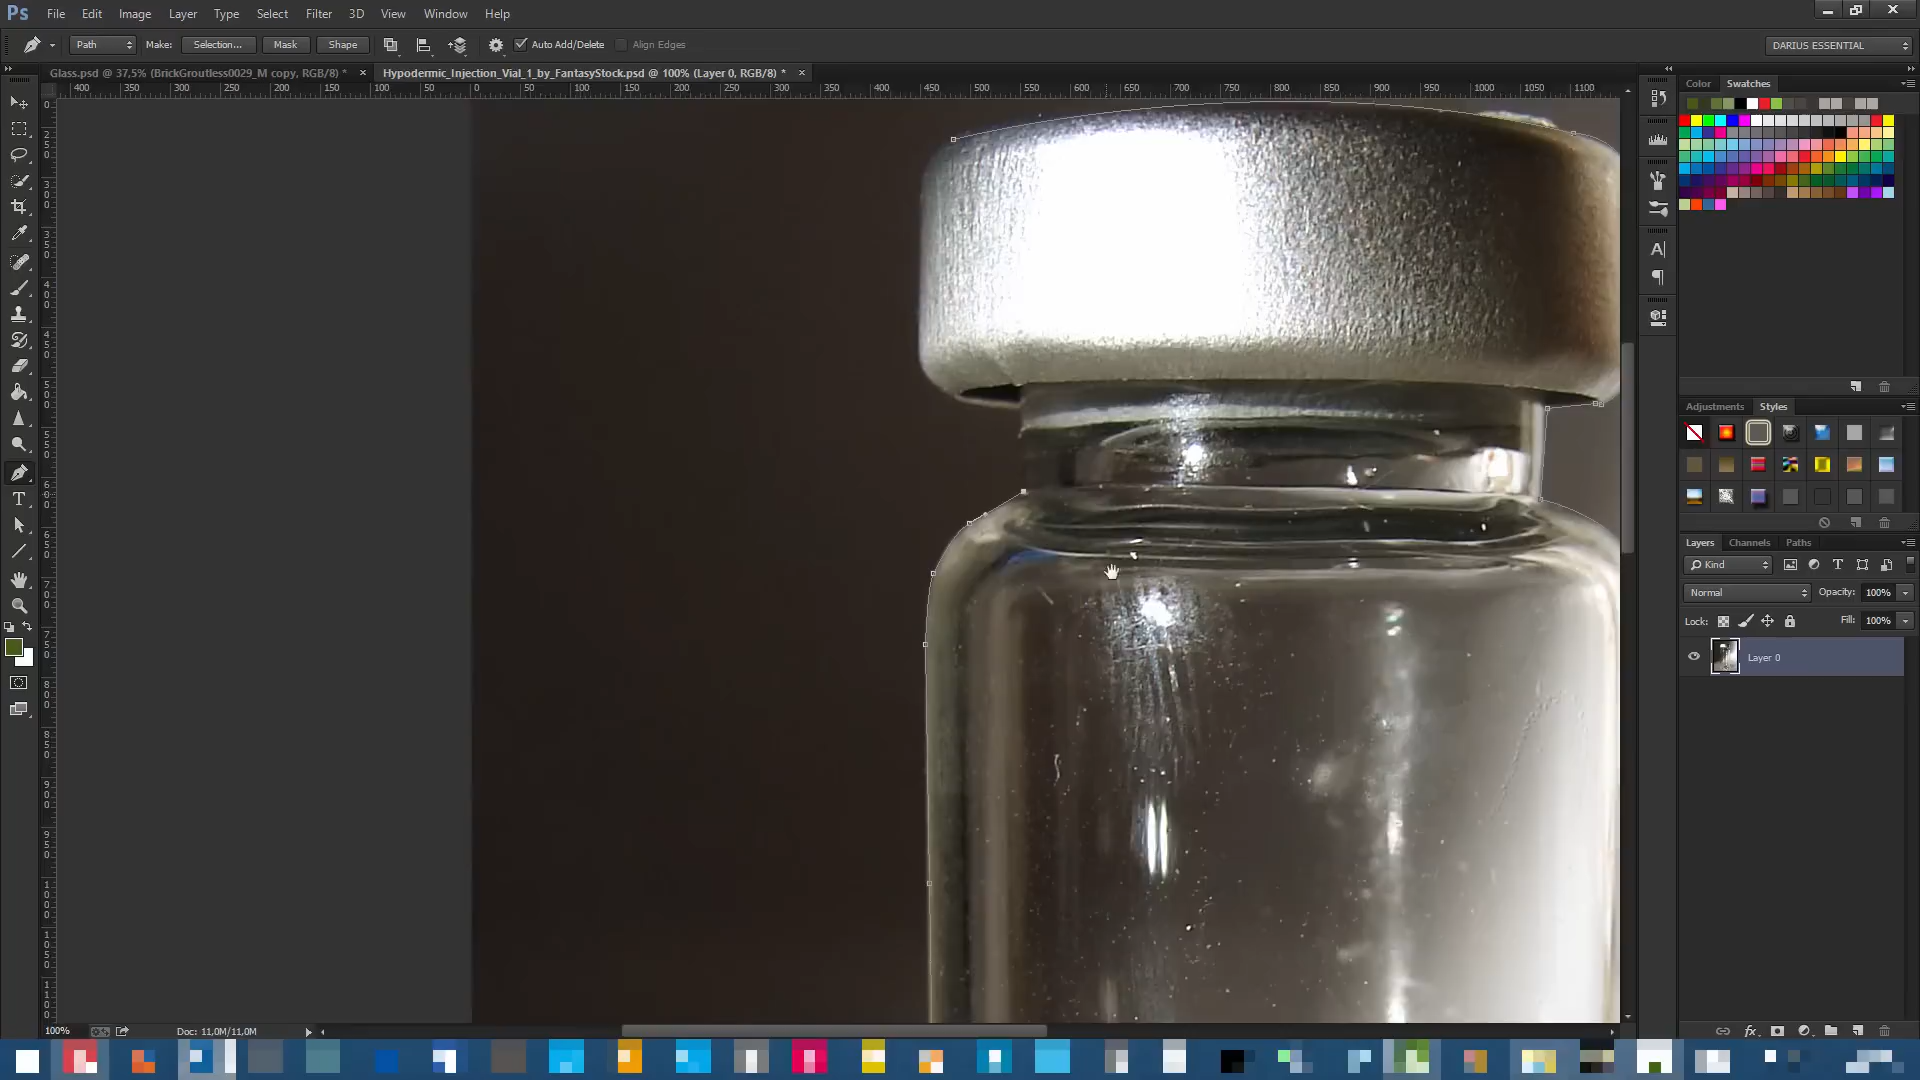 Ps File Edit Image Layer Type Select Filter 3D View Window Help
Path Make: Selection... Mask Shape Auto Add/Delete Align Edges DARIUS ESSENTIAL
Glass.psd @ 37,5% (BrickGroutless0029_M copy, RGB/8) * × Hypodermic_Injection_Vial_1_by_FantasyStock.psd @ 100% (Layer 0, RGB/8) * ×
400 350 300 250 200 150 100 50 0 50 100 150 200 250 300 350 400 450 500 550 600 650 700 750 800 850 900 950 1000 1050 1100
Color Swatches
Adjustments Styles
Layers Channels Paths
Kind
Normal Opacity: 100%
Lock: Fill: 100%
Layer 0
100% Doc: 11,0M/11,0M